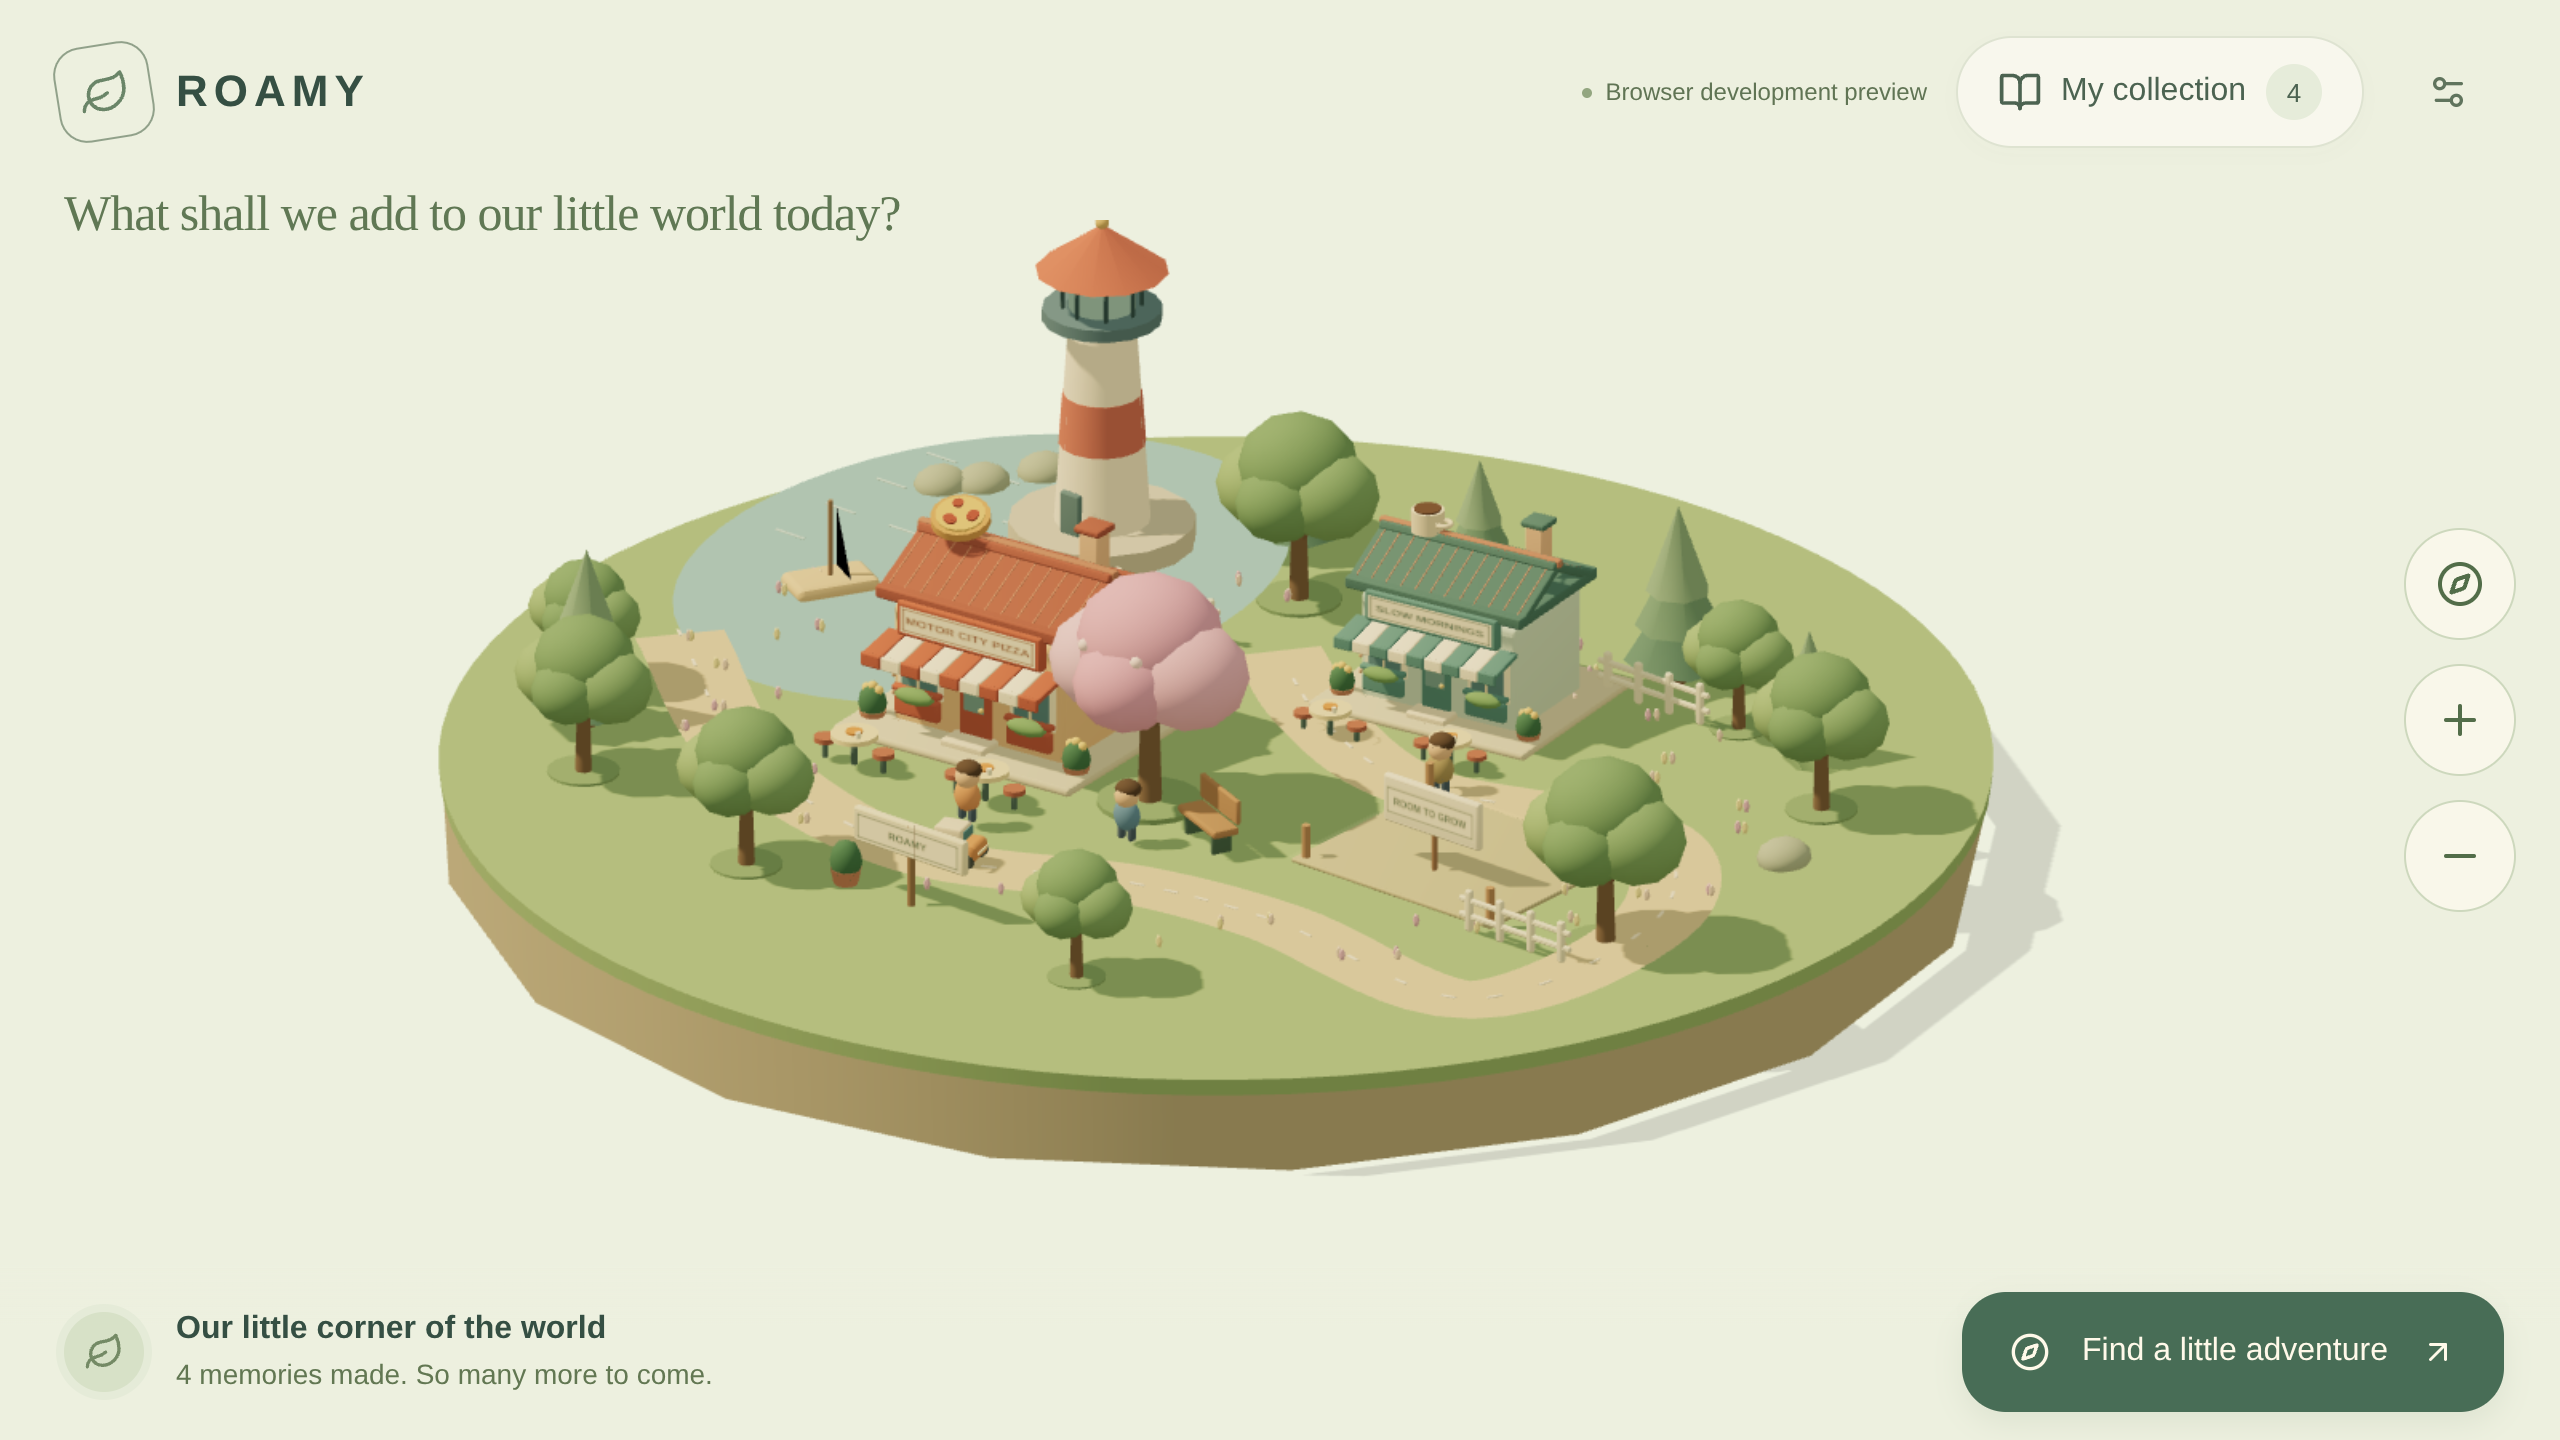 ROAMY
Browser development preview
My collection 4
What shall we add to our little world today?
MOTOR CITY PIZZA
SLOW MORNINGS
ROOM TO GROW
ROAMY
Our little corner of the world
4 memories made. So many more to come.
Find a little adventure